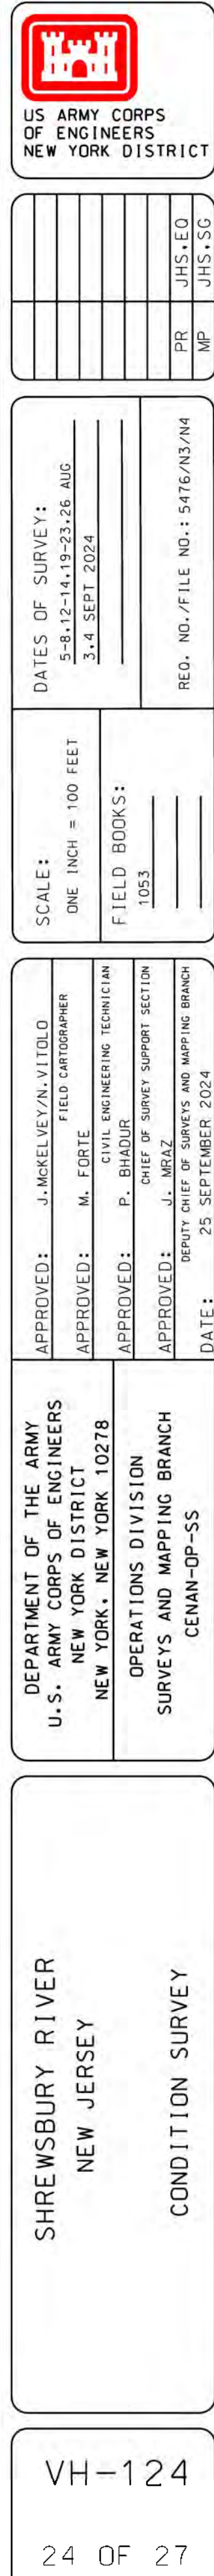 US ARMY CORPS
OF ENGINEERS
NEW YORK DISTRICT
PR JHS,EQ
MP JHS,SG
DATES OF SURVEY:
5-8,12-14,19-23,26 AUG
3,4 SEPT 2024
REQ. NO./FILE NO.: 5476/N3/N4
SCALE:
ONE INCH = 100 FEET
FIELD BOOKS:
1053
APPROVED: J.McKELVEY/N.VITOLO
FIELD CARTOGRAPHER
APPROVED: M. FORTE
CIVIL ENGINEERING TECHNICIAN
APPROVED: P. BHADUR
CHIEF OF SURVEY SUPPORT SECTION
APPROVED: J. MRAZ
DEPUTY CHIEF OF SURVEYS AND MAPPING BRANCH
DATE: 25 SEPTEMBER 2024
DEPARTMENT OF THE ARMY
U.S. ARMY CORPS OF ENGINEERS
NEW YORK DISTRICT
NEW YORK, NEW YORK 10278
OPERATIONS DIVISION
SURVEYS AND MAPPING BRANCH
CENAN-OP-SS
SHREWSBURY RIVER
NEW JERSEY
CONDITION SURVEY
VH-124
24 OF 27